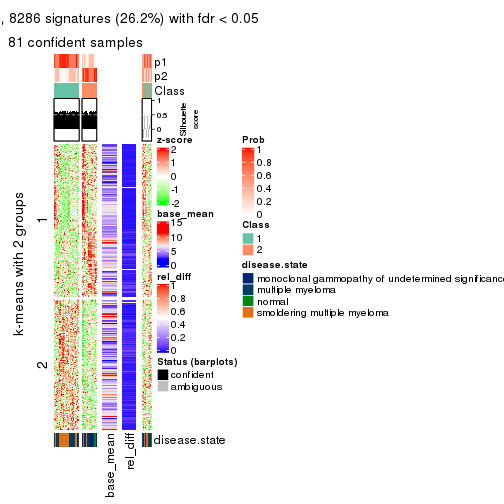 , 8286 signatures (26.2%) with fdr < 0.05
81 confident samples
p1
p2
Class
1
0.5
0
Silhouette
score
k-means with 2 groups
1
2
z-score
2
1
0
-1
-2
base_mean
15
10
5
0
rel_diff
1
0.8
0.6
0.4
0.2
0
Status (barplots)
confident
ambiguous
Prob
1
0.8
0.6
0.4
0.2
0
Class
1
2
disease.state
monoclonal gammopathy of undetermined significance
multiple myeloma
normal
smoldering multiple myeloma
disease.state
base_mean
rel_diff